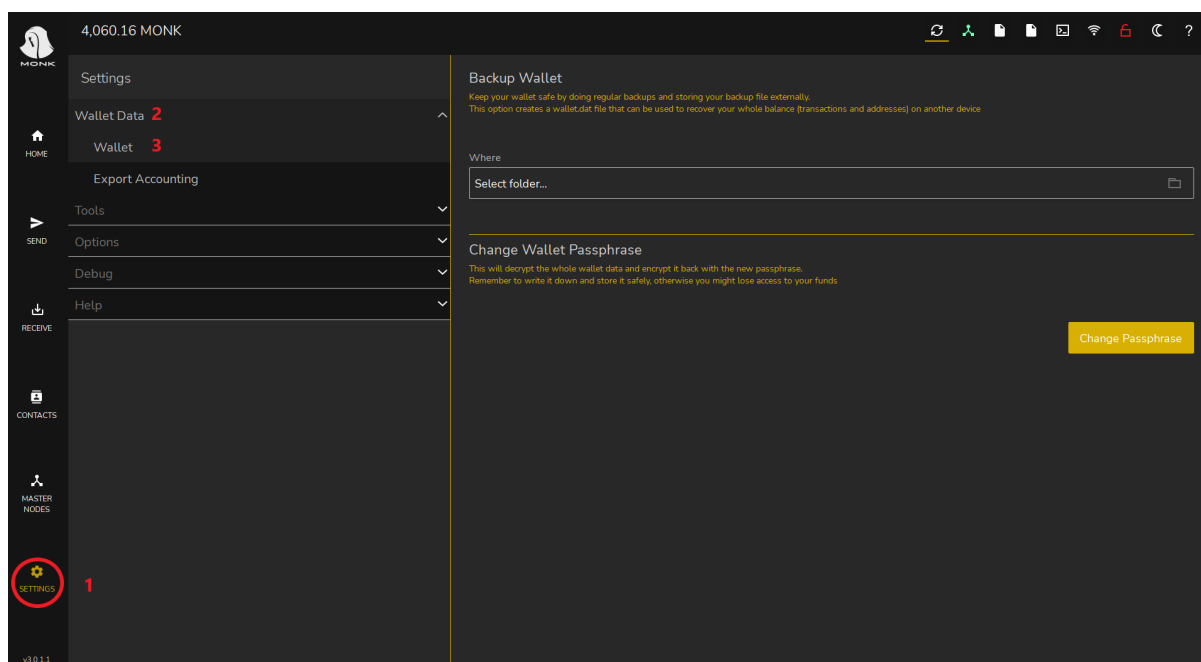 MONK
4,060.16 MONK
?
HOME
SEND
RECEIVE
CONTACTS
MASTER
NODES
SETTINGS
1
v3.0.1.1
Settings
Wallet Data 2
Wallet 3
Export Accounting
Tools
Options
Debug
Help
Backup Wallet
Keep your wallet safe by doing regular backups and storing your backup file externally.
This option creates a wallet.dat file that can be used to recover your whole balance (transactions and addresses) on another device
Where
Select folder...
Change Wallet Passphrase
This will decrypt the whole wallet data and encrypt it back with the new passphrase.
Remember to write it down and store it safely, otherwise you might lose access to your funds
Change Passphrase